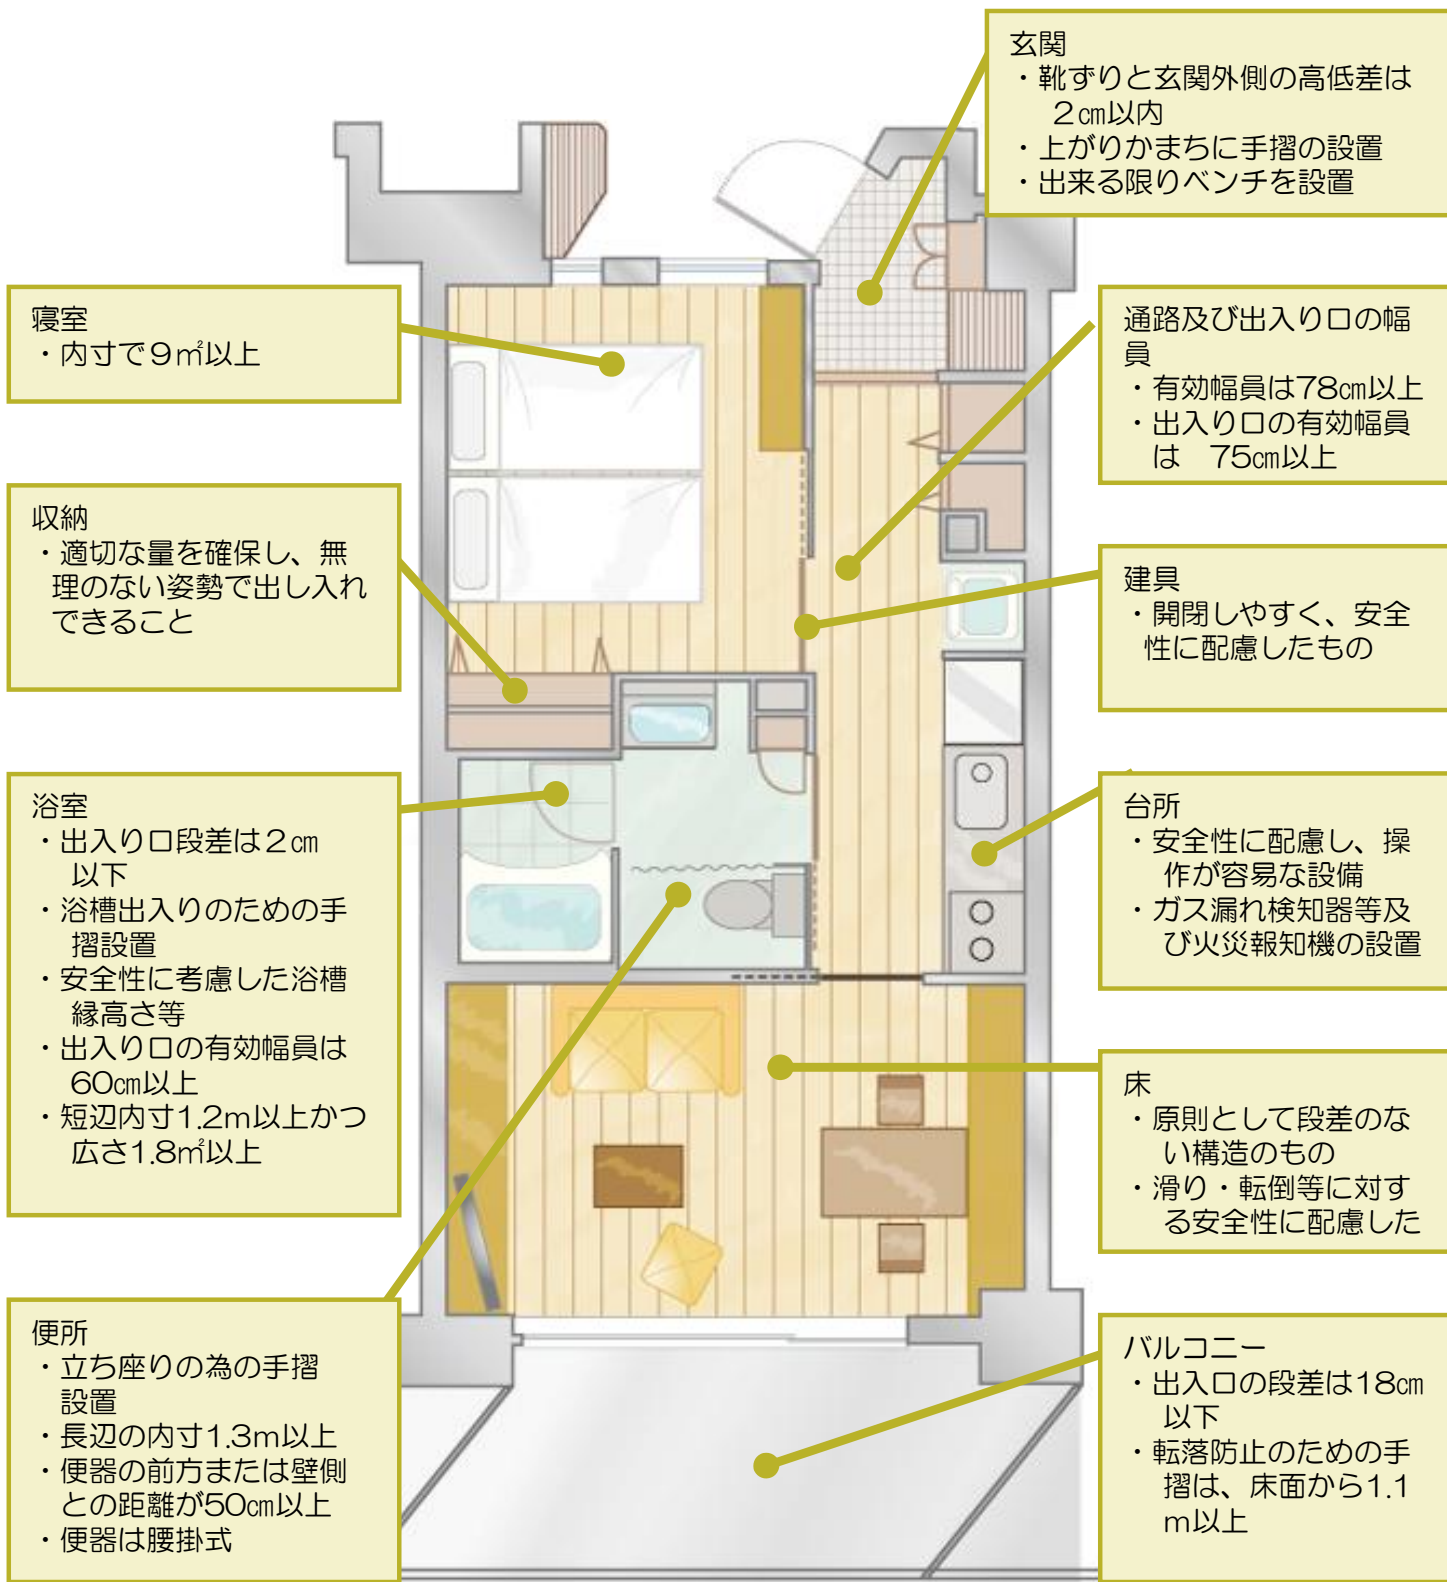 玄関
・靴ずりと玄関外側の高低差は
２㎝以内
・上がりかまちに手摺の設置
・出来る限りベンチを設置
寝室
・内寸で９㎡以上
通路及び出入り口の幅
員
・有効幅員は78㎝以上
・出入り口の有効幅員
は　75㎝以上
収納
・適切な量を確保し、無
理のない姿勢で出し入れ
できること
建具
・開閉しやすく、安全
性に配慮したもの
浴室
・出入り口段差は２㎝
以下
・浴槽出入りのための手
摺設置
・安全性に考慮した浴槽
縁高さ等
・出入り口の有効幅員は
60㎝以上
・短辺内寸1.2ｍ以上かつ
広さ1.8㎡以上
台所
・安全性に配慮し、操
作が容易な設備
・ガス漏れ検知器等及
び火災報知機の設置
床
・原則として段差のな
い構造のもの
・滑り・転倒等に対す
る安全性に配慮した
便所
・立ち座りの為の手摺
設置
・長辺の内寸1.3ｍ以上
・便器の前方または壁側
との距離が50㎝以上
・便器は腰掛式
バルコニー
・出入口の段差は18㎝
以下
・転落防止のための手
摺は、床面から1.1
ｍ以上